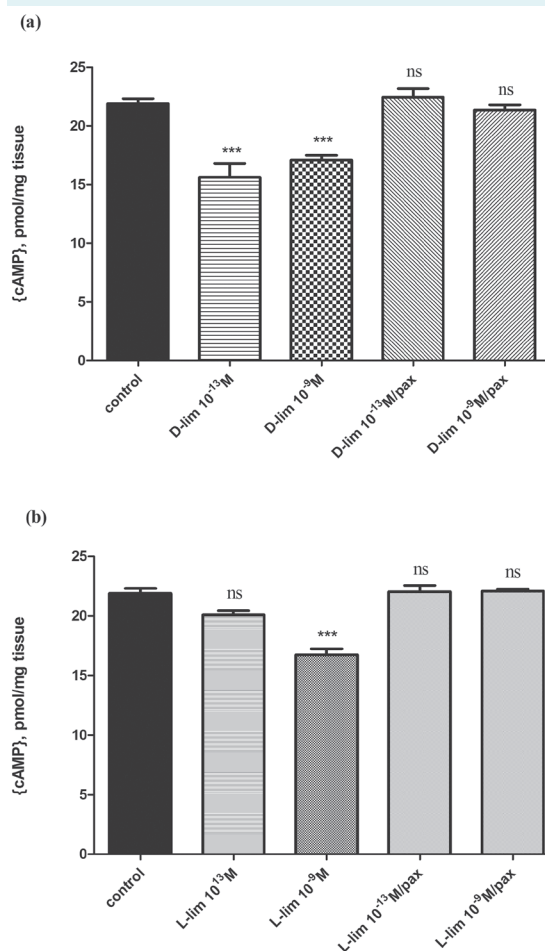 (a)
{cAMP}, pmol/mg tissue
25
20
15
10
5
0
***
***
ns
ns
control
D-lim 10⁻¹³M
D-lim 10⁻⁹M
D-lim 10⁻¹³M/pax
D-lim 10⁻⁹M/pax
(b)
{cAMP}, pmol/mg tissue
25
20
15
10
5
0
ns
***
ns
ns
control
L-lim 10¹³M
L-lim 10⁻⁹M
L-lim 10⁻¹³M/pax
L-lim 10⁻⁹M/pax